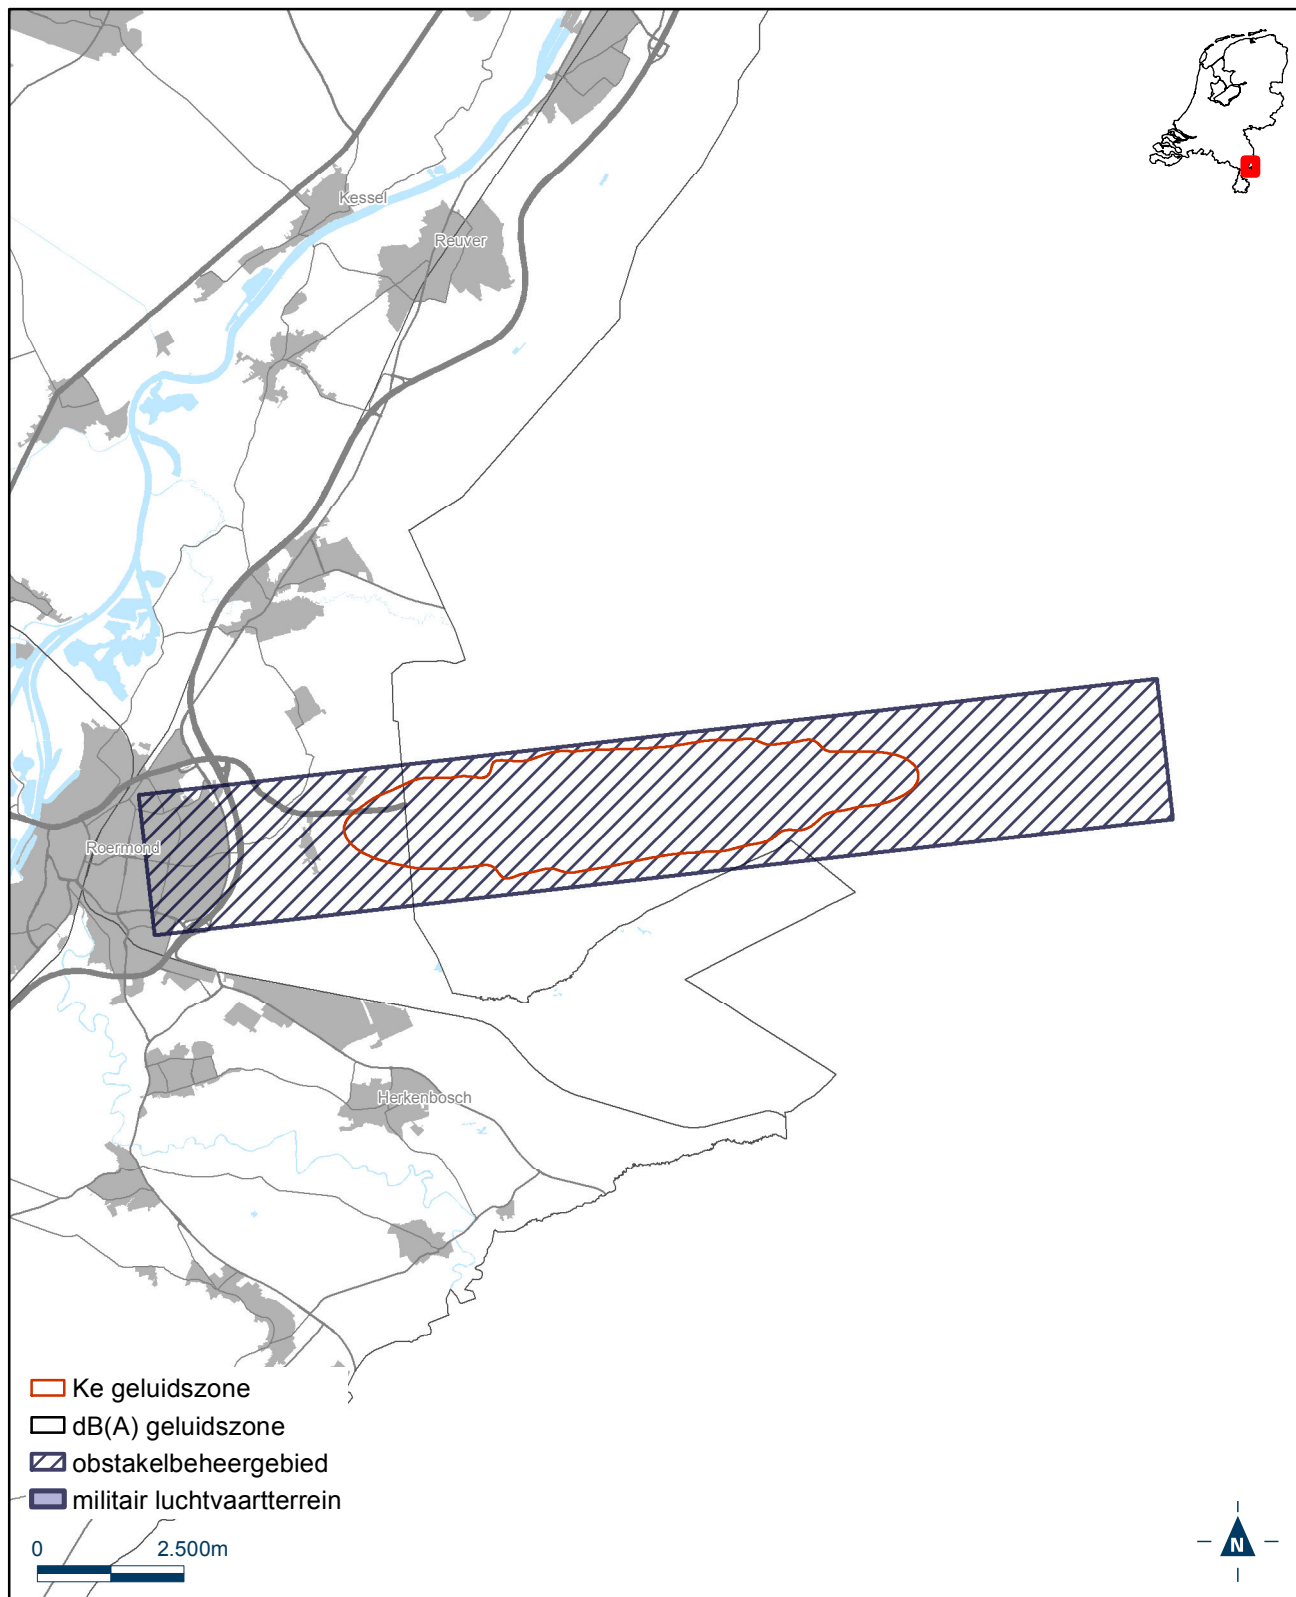 Kessel
Reuver
Roermond
Herkenbosch
Ke geluidszone
dB(A) geluidszone
obstakelbeheergebied
militair luchtvaartterrein
0 2.500m
N